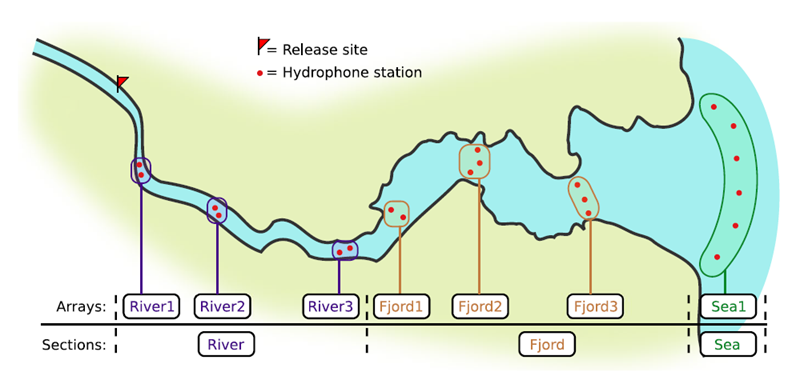 = Release site
= Hydrophone station
Arrays: River1 River2 River3 Fjord1 Fjord2 Fjord3 Sea1
Sections: River Fjord Sea